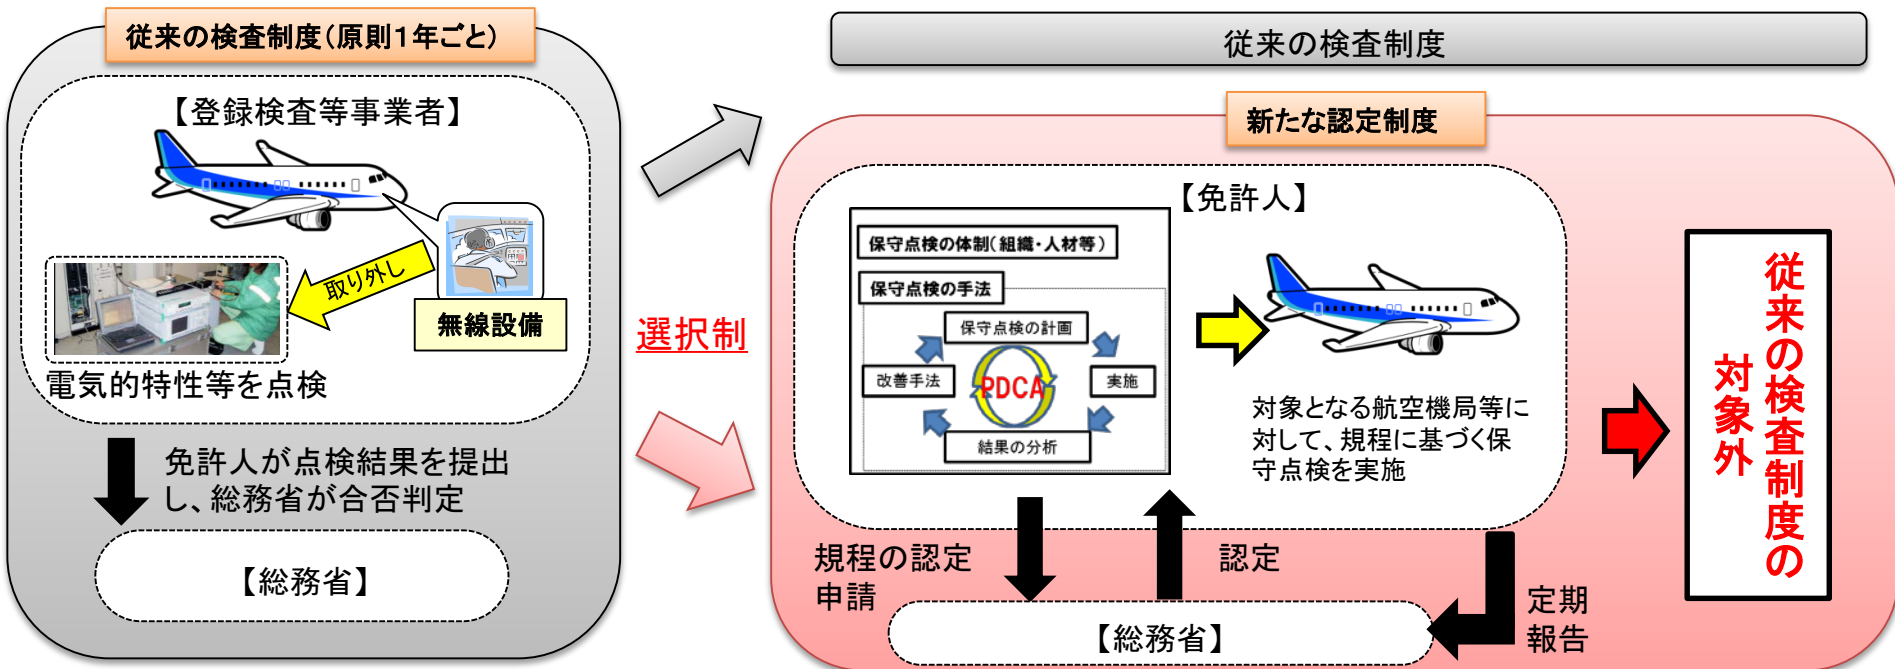 従来の検査制度(原則1年ごと)
【登録検査等事業者】
取り外し
無線設備
電気的特性等を点検
免許人が点検結果を提出
し、総務省が合否判定
【総務省】
選択制
従来の検査制度
新たな認定制度
【免許人】
保守点検の体制(組織・人材等)
保守点検の手法
保守点検の計画
改善手法
PDCA
実施
結果の分析
対象となる航空機局等に
対して、規程に基づく保
守点検を実施
規程の認定
申請
認定
【総務省】
定期
報告
従来の検査制度の
対象外